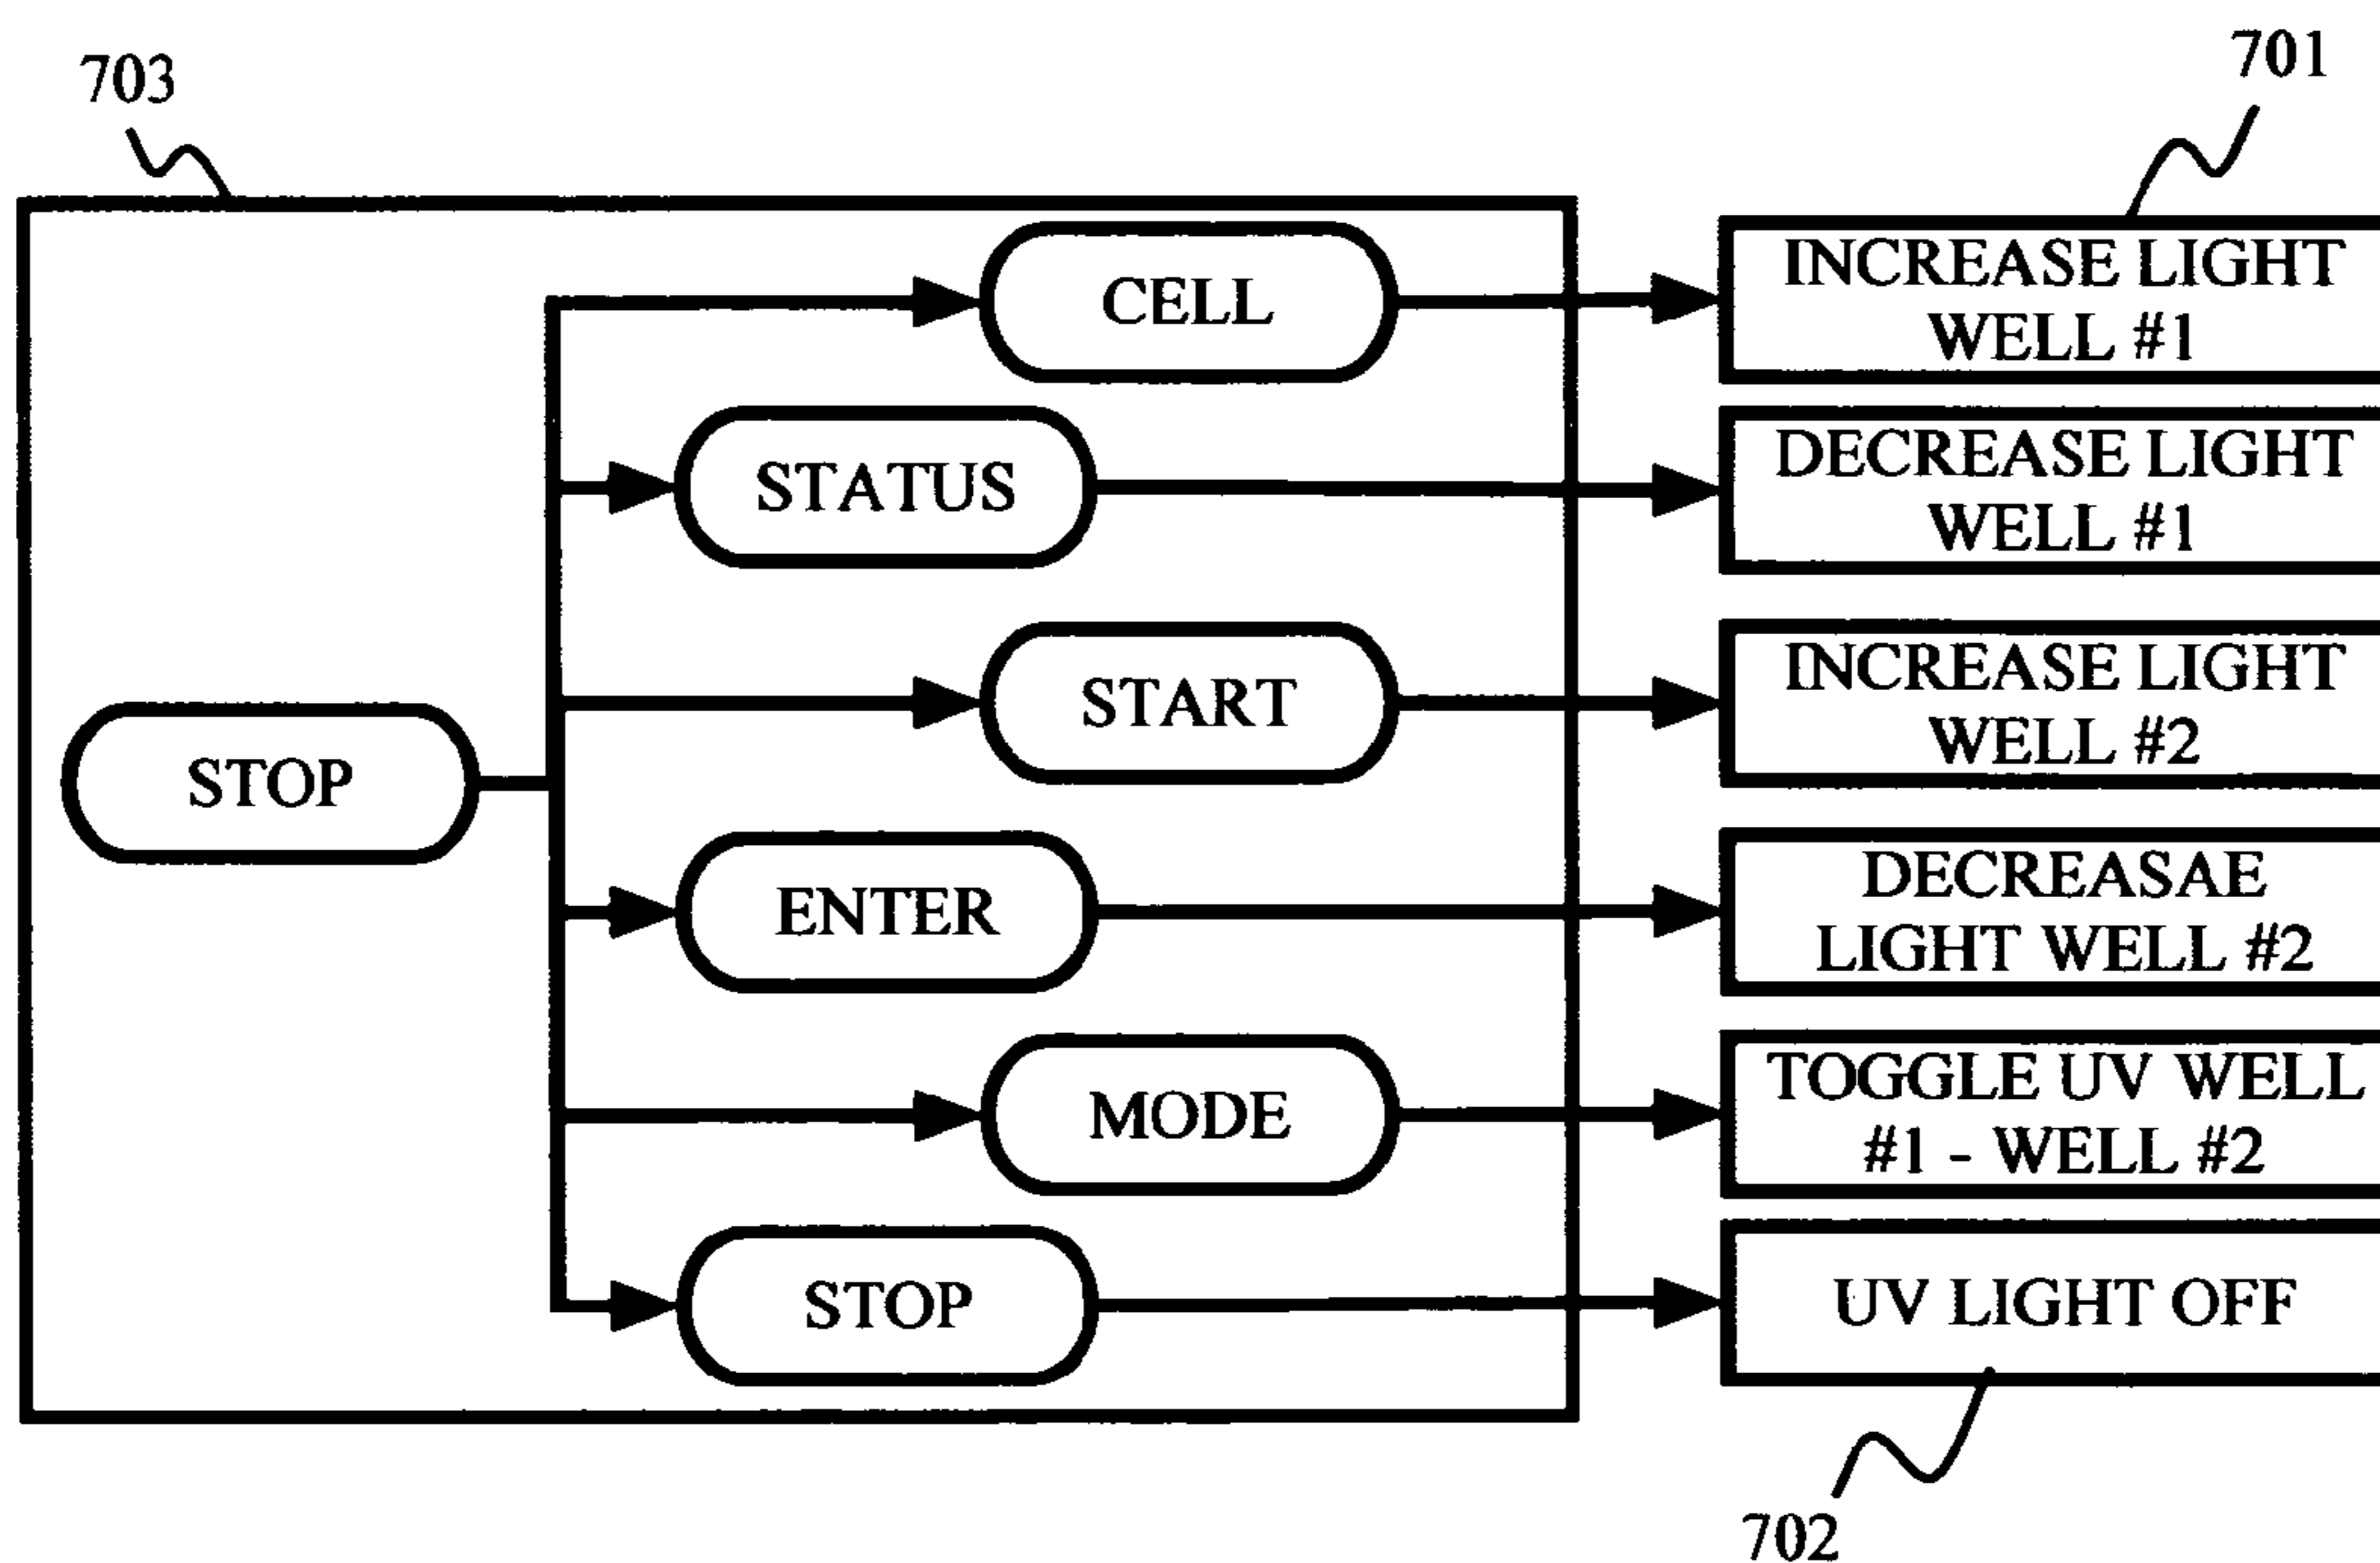 703
701
CELL
INCREASE LIGHT
WELL #1
STATUS
DECREASE LIGHT
WELL #1
START
INCREASE LIGHT
WELL #2
STOP
ENTER
DECREASAE
LIGHT WELL #2
MODE
TOGGLE UV WELL
#1 - WELL #2
STOP
UV LIGHT OFF
702